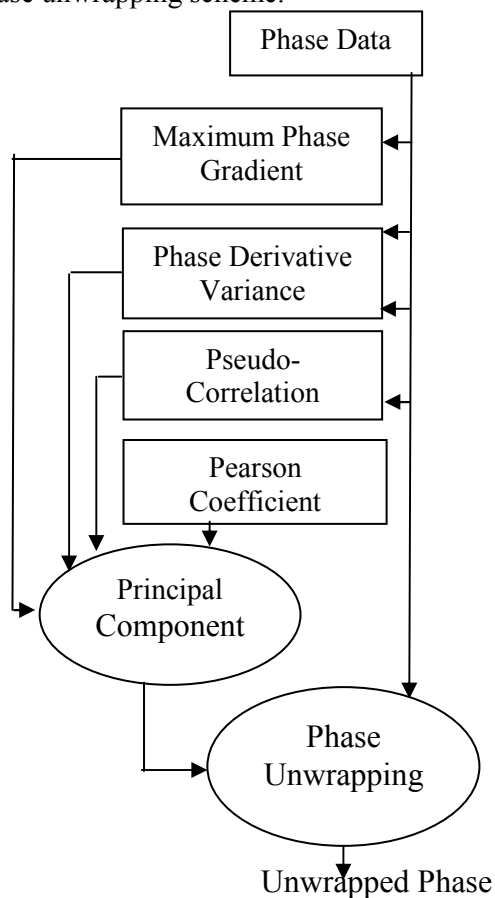 ase unwrapping scheme.
Phase Data
Maximum Phase
Gradient
Phase Derivative
Variance
Pseudo-
Correlation
Pearson
Coefficient
Principal
Component
Phase
Unwrapping
Unwrapped Phase